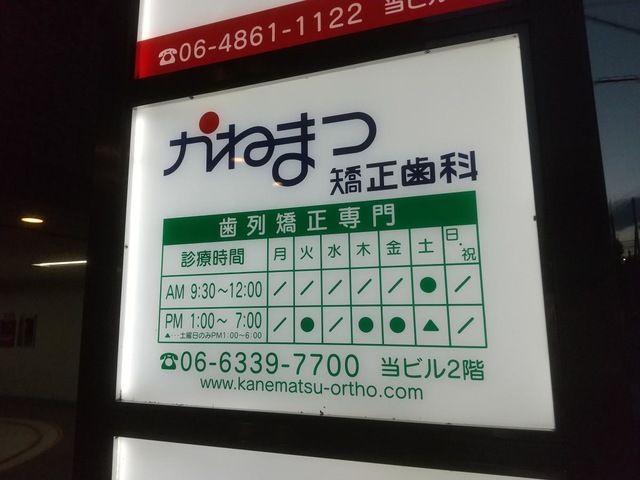 ☎06-4861-1122 当ビル
かねまつ
矯正歯科
歯列矯正専門
診療時間 月 火 水 木 金 土 日・祝
AM 9:30～12:00 ／ ／ ／ ／ ／ ● ／
PM 1:00～7:00 ／ ● ／ ● ● ▲ ／
▲…土曜日のみPM1:00～6:00
☎06-6339-7700 当ビル2階
www.kanematsu-ortho.com